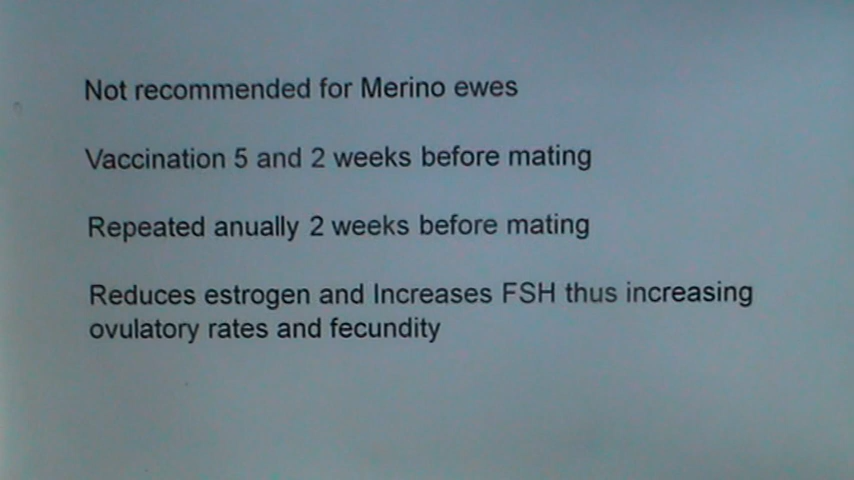 Not recommended for Merino ewes
Vaccination 5 and 2 weeks before mating
Repeated anually 2 weeks before mating
Reduces estrogen and Increases FSH thus increasing
ovulatory rates and fecundity